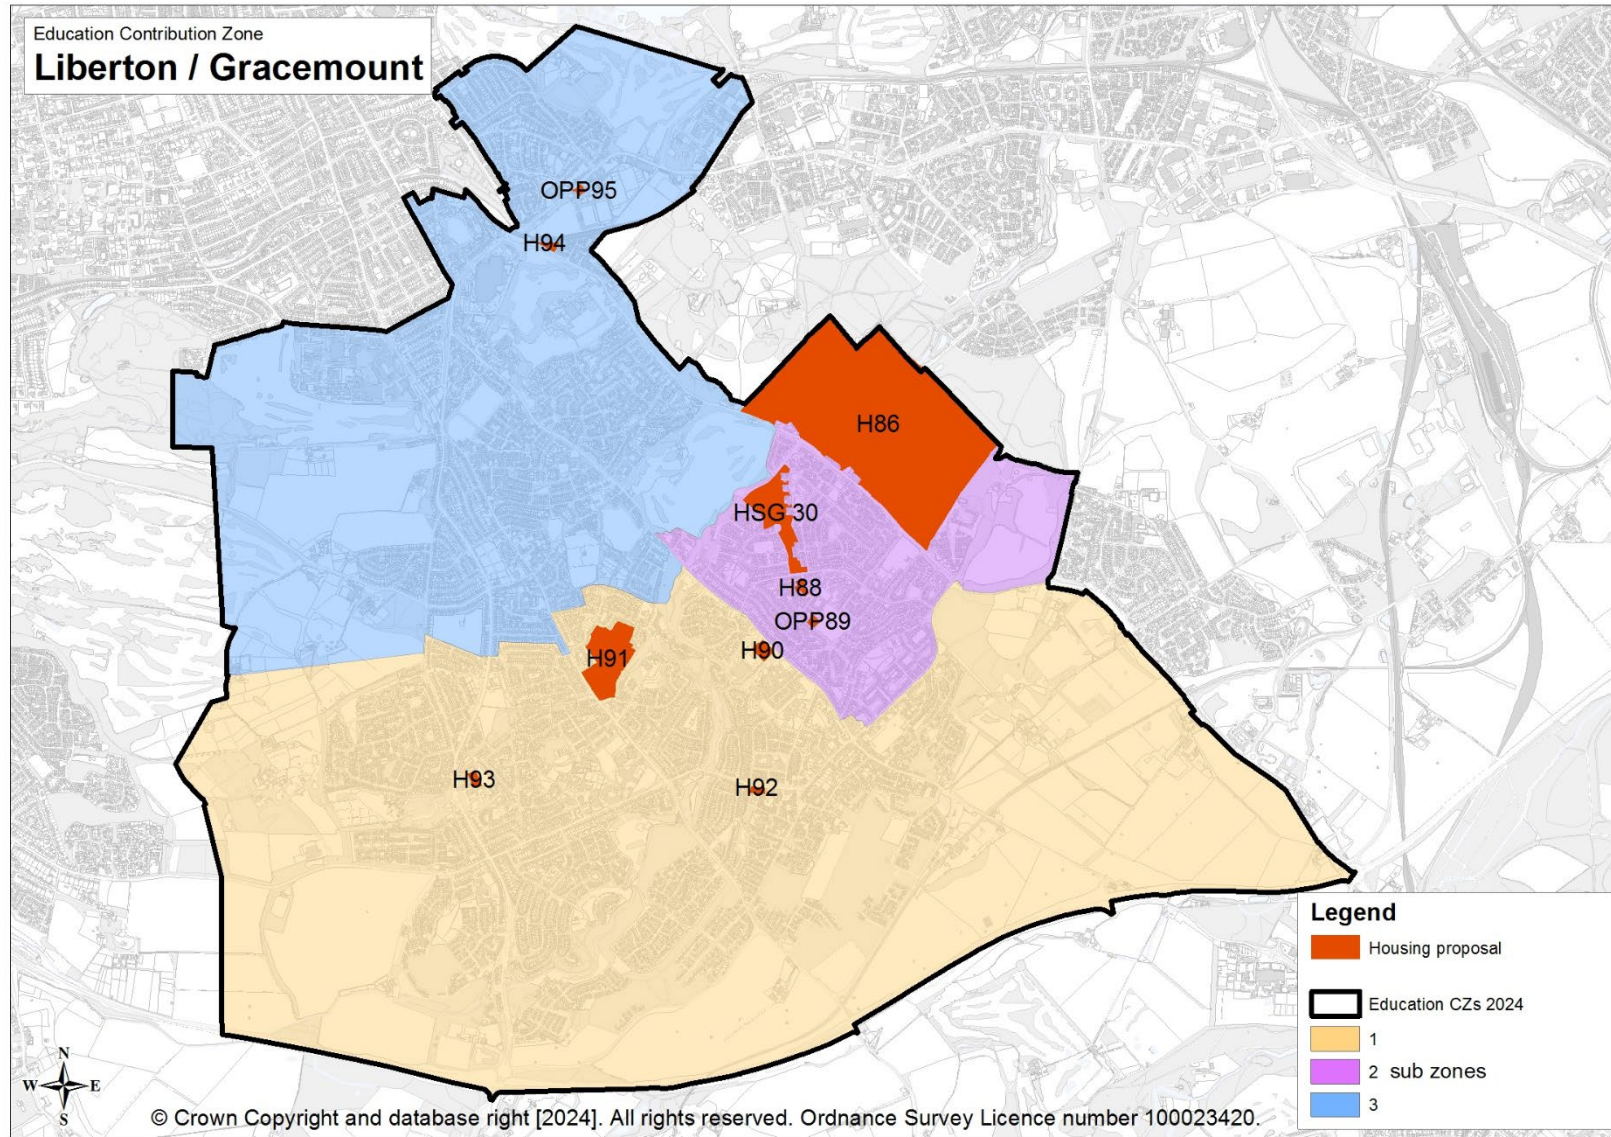 Education Contribution Zone
Liberton / Gracemount
OPP95
H94
H86
HSG 30
H88
OPP89
H90
H91
H93
H92
Legend
Housing proposal
Education CZs 2024
1
2 sub zones
3
N
W E
S
© Crown Copyright and database right [2024]. All rights reserved. Ordnance Survey Licence number 100023420.